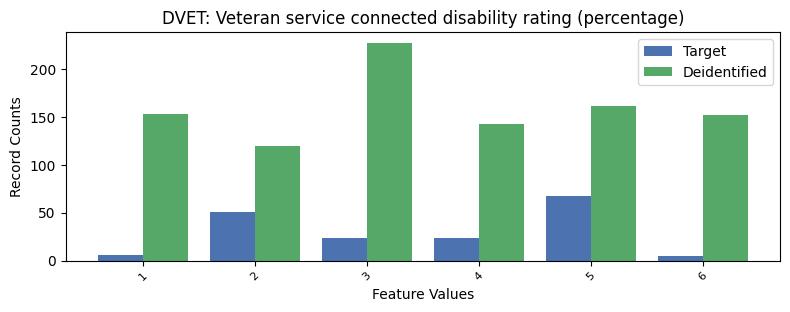 DVET: Veteran service connected disability rating (percentage)
Target
Deidentified
Record Counts
200
150
100
50
0
1 2 3 4 5 6
Feature Values